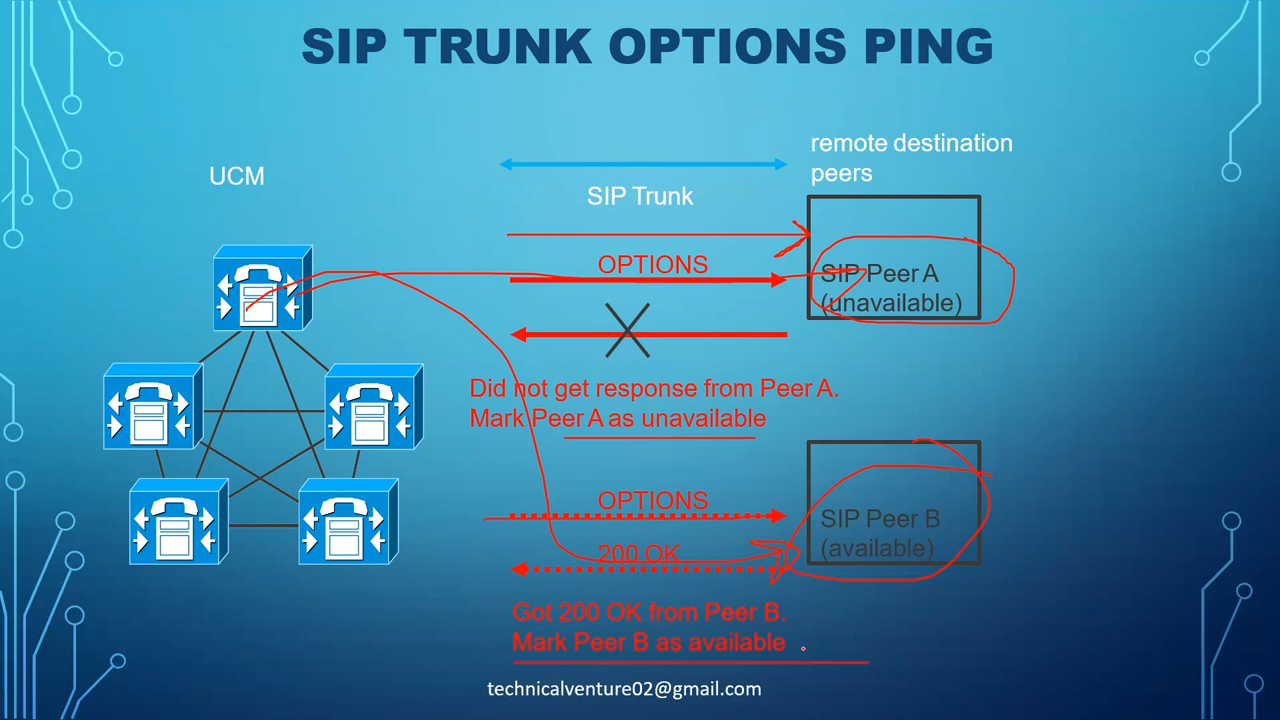 SIP TRUNK OPTIONS PING
remote destination
peers
UCM
SIP Trunk
OPTIONS
SIP Peer A
(unavailable)
Did not get response from Peer A.
Mark Peer A as unavailable
OPTIONS
SIP Peer B
(available)
200 OK
Got 200 OK from Peer B.
Mark Peer B as available
technicalventure02@gmail.com